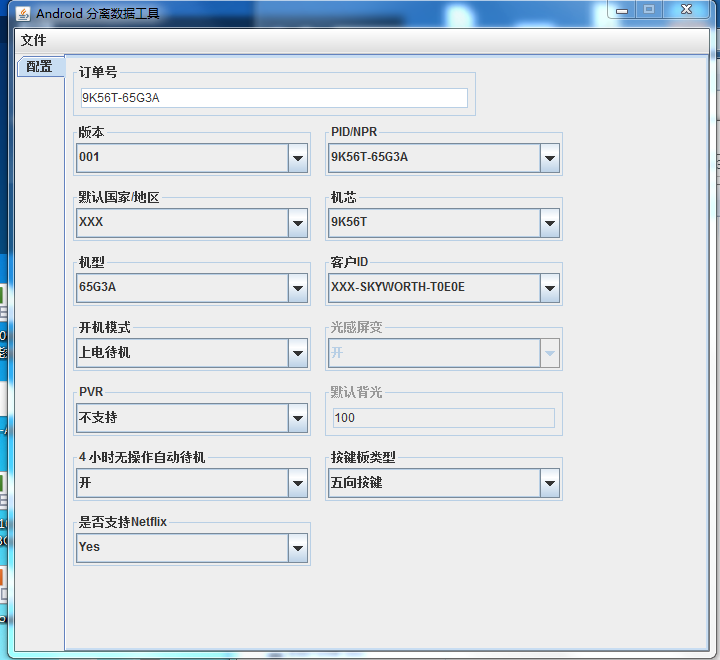 Android 分离数据工具
文件
配置
订单号
9K56T-65G3A
版本
PID/NPR
001
9K56T-65G3A
默认国家/地区
机芯
XXX
9K56T
机型
客户ID
65G3A
XXX-SKYWORTH-T0E0E
开机模式
光感屏变
上电待机
开
PVR
默认背光
不支持
100
4 小时无操作自动待机
按键板类型
开
五向按键
是否支持Netflix
Yes